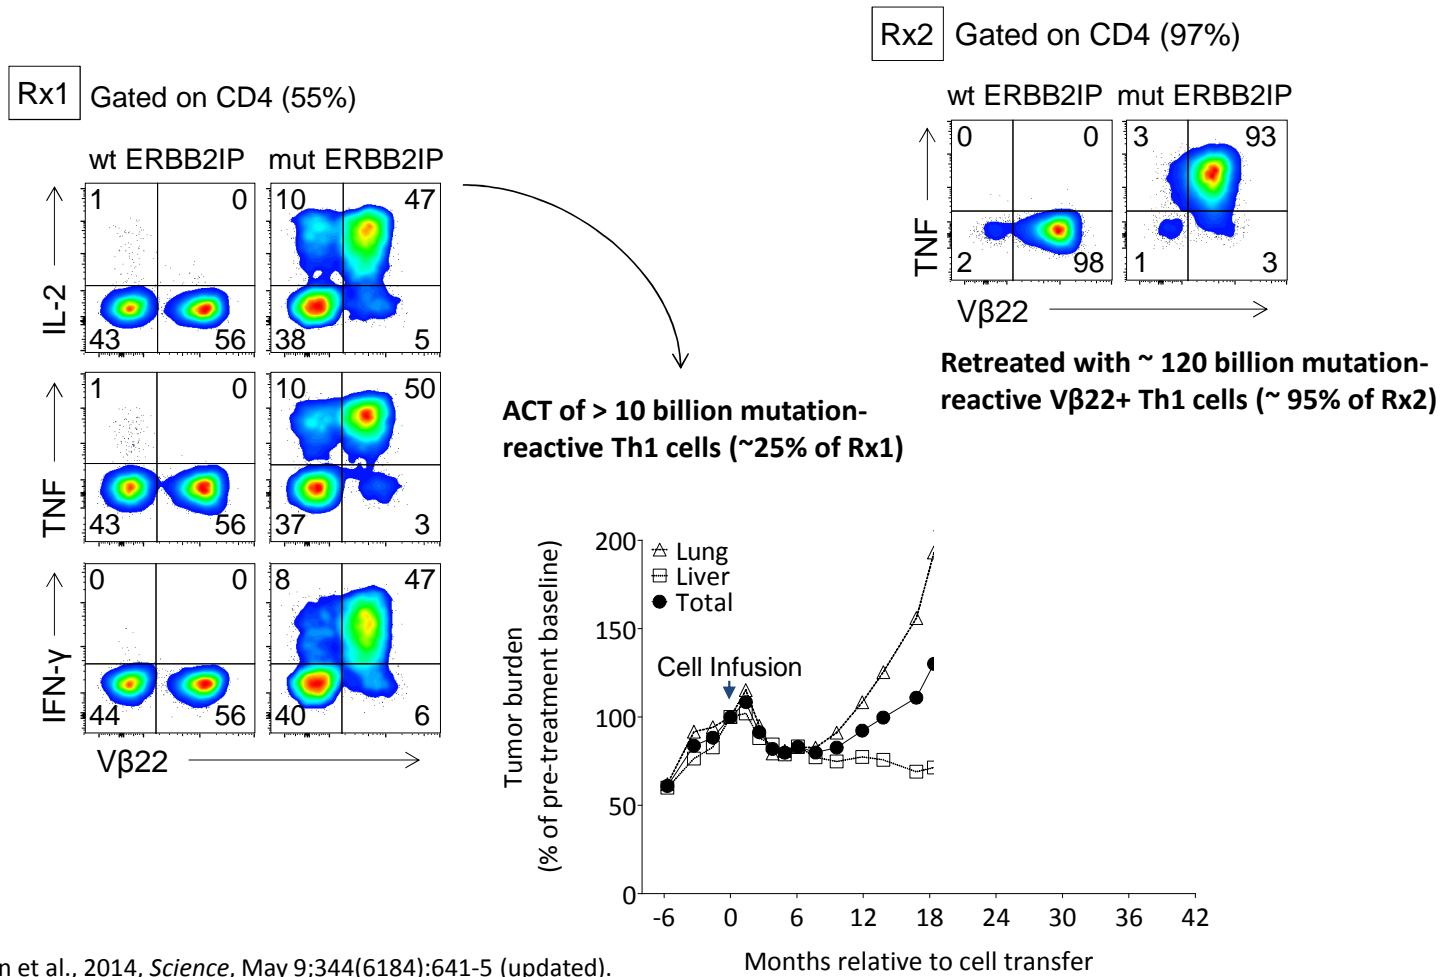 Rx1 Gated on CD4 (55%)
wt ERBB2IP mut ERBB2IP
IL-2
1 0
43 56
10 47
38 5
TNF
1 0
43 56
10 50
37 3
IFN-γ
0 0
44 56
8 47
40 6
Vβ22
Rx2 Gated on CD4 (97%)
wt ERBB2IP mut ERBB2IP
TNF
0 0
2 98
3 93
1 3
Vβ22
Retreated with ~ 120 billion mutation-
reactive Vβ22+ Th1 cells (~ 95% of Rx2)
ACT of > 10 billion mutation-
reactive Th1 cells (~25% of Rx1)
Tumor burden
(% of pre-treatment baseline)
200
150
100
50
0
Lung
Liver
Total
Cell Infusion
-6 0 6 12 18 24 30 36 42
Months relative to cell transfer
n et al., 2014, Science, May 9;344(6184):641-5 (updated).